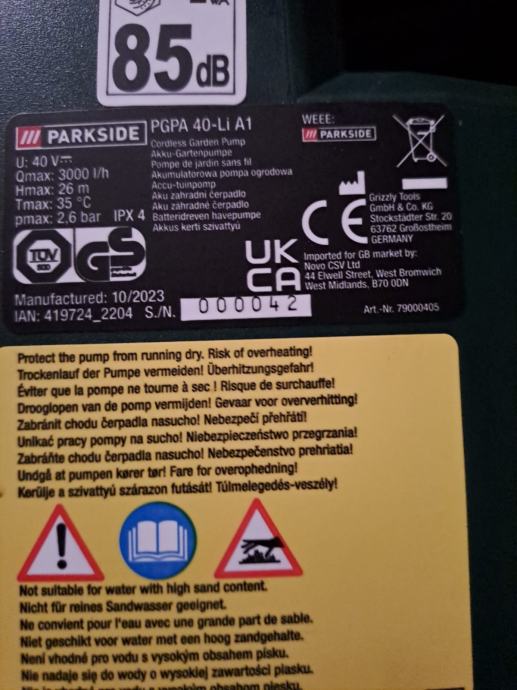 85dB
PARKSIDE
PGPA 40-Li A1
U: 40 V
Qmax: 3000 l/h
Hmax: 26 m
Tmax: 35 °C
pmax: 2,6 bar IPX 4
Cordless Garden Pump
Akku-Gartenpumpe
Pompe de jardin sans fil
Akumulatorowa pompa ogrodowa
Accu-tuinpomp
Aku zahradní čerpadlo
Aku záhradné čerpadlo
Batteridreven havepumpe
Akkus kerti szivattyú
WEEE:
PARKSIDE
TÜV
GS
CE
Grizzly Tools
GmbH & Co. KG
Stockstädter Str. 20
63762 Großostheim
GERMANY
UK
CA
Imported for GB market by:
Novo CSV Ltd
44 Elwell Street, West Bromwich
West Midlands, B70 0DN
Manufactured: 10/2023
IAN: 419724_2204 S./N. 000042
Art.-Nr. 79000405
Protect the pump from running dry. Risk of overheating!
Trockenlauf der Pumpe vermeiden! Überhitzungsgefahr!
Éviter que la pompe ne tourne à sec ! Risque de surchauffe!
Drooglopen van de pomp vermijden! Gevaar voor oververhitting!
Zabránit chodu čerpadla nasucho! Nebezpečí přehřátí!
Unikać pracy pompy na sucho! Niebezpieczeństwo przegrzania!
Zabráňte chodu čerpadla nasucho! Nebezpečenstvo prehriatia!
Undgå at pumpen kører tør! Fare for overophedning!
Kerülje a szivattyú szárazon futását! Túlmelegedés-veszély!
Not suitable for water with high sand content.
Nicht für reines Sandwasser geeignet.
Ne convient pour l'eau avec une grande part de sable.
Niet geschikt voor water met een hoog zandgehalte.
Není vhodné pro vodu s vysokým obsahem písku.
Nie nadaje się do wody o wysokiej zawartości piasku.